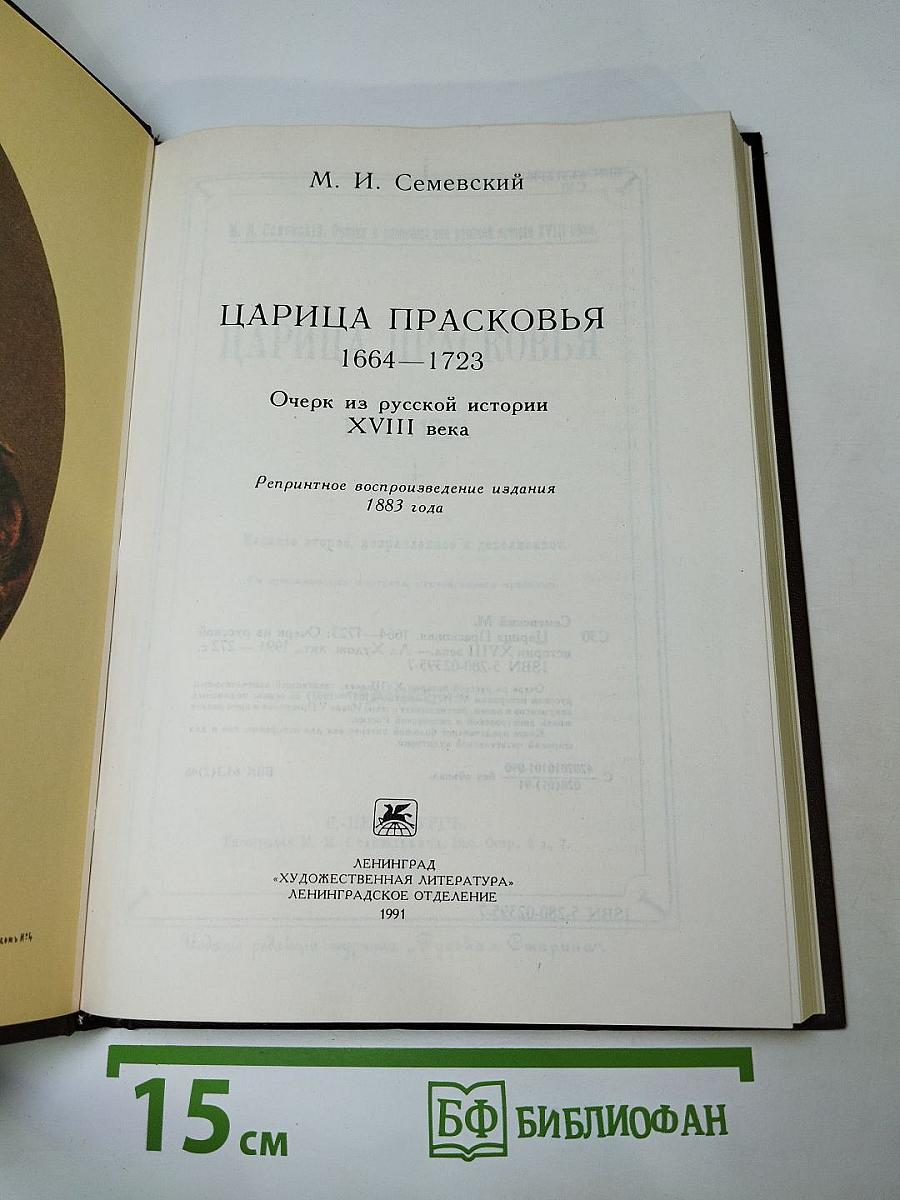 М. И. Семевский
ЦАРИЦА ПРАСКОВЬЯ
1664—1723
Очерк из русской истории
XVIII века
Репринтное воспроизведение издания
1883 года
ЛЕНИНГРАД
«ХУДОЖЕСТВЕННАЯ ЛИТЕРАТУРА»
ЛЕНИНГРАДСКОЕ ОТДЕЛЕНИЕ
1991
15 см
БФ БИБЛИОФАН